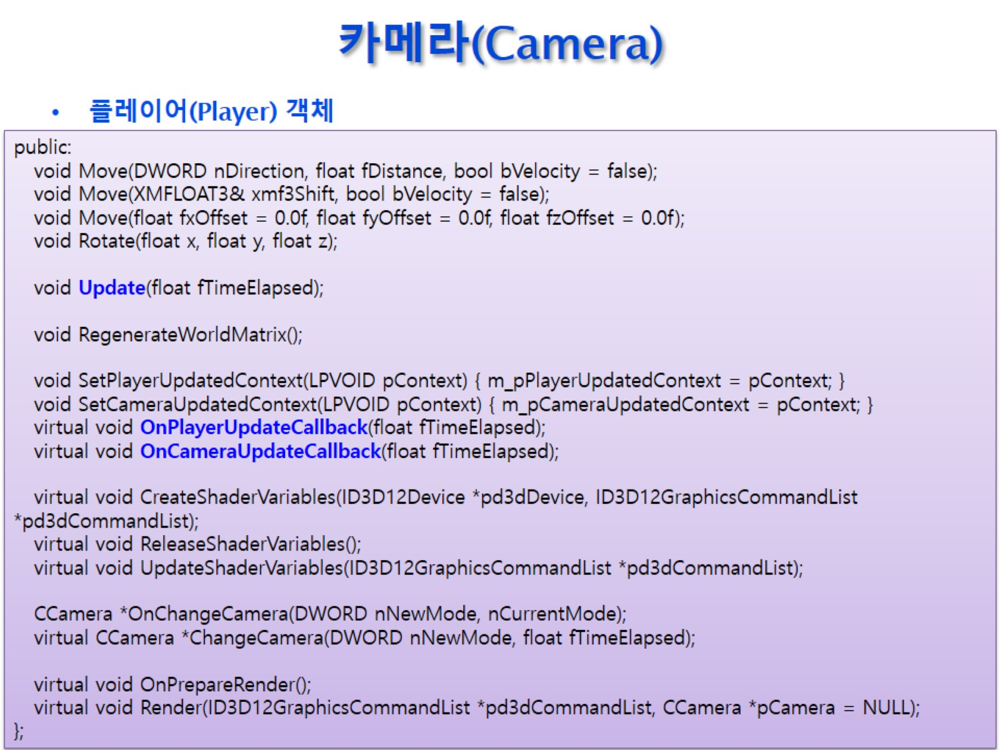 카메라(Camera)
• 플레이어(Player) 객체
public:
void Move(DWORD nDirection, float fDistance, bool bVelocity = false);
void Move(XMFLOAT3& xmf3Shift, bool bVelocity = false);
void Move(float fxOffset = 0.0f, float fyOffset = 0.0f, float fzOffset = 0.0f);
void Rotate(float x, float y, float z);
void Update(float fTimeElapsed);
void RegenerateWorldMatrix();
void SetPlayerUpdatedContext(LPVOID pContext) { m_pPlayerUpdatedContext = pContext; }
void SetCameraUpdatedContext(LPVOID pContext) { m_pCameraUpdatedContext = pContext; }
virtual void OnPlayerUpdateCallback(float fTimeElapsed);
virtual void OnCameraUpdateCallback(float fTimeElapsed);
virtual void CreateShaderVariables(ID3D12Device *pd3dDevice, ID3D12GraphicsCommandList
*pd3dCommandList);
virtual void ReleaseShaderVariables();
virtual void UpdateShaderVariables(ID3D12GraphicsCommandList *pd3dCommandList);
CCamera *OnChangeCamera(DWORD nNewMode, nCurrentMode);
virtual CCamera *ChangeCamera(DWORD nNewMode, float fTimeElapsed);
virtual void OnPrepareRender();
virtual void Render(ID3D12GraphicsCommandList *pd3dCommandList, CCamera *pCamera = NULL);
};